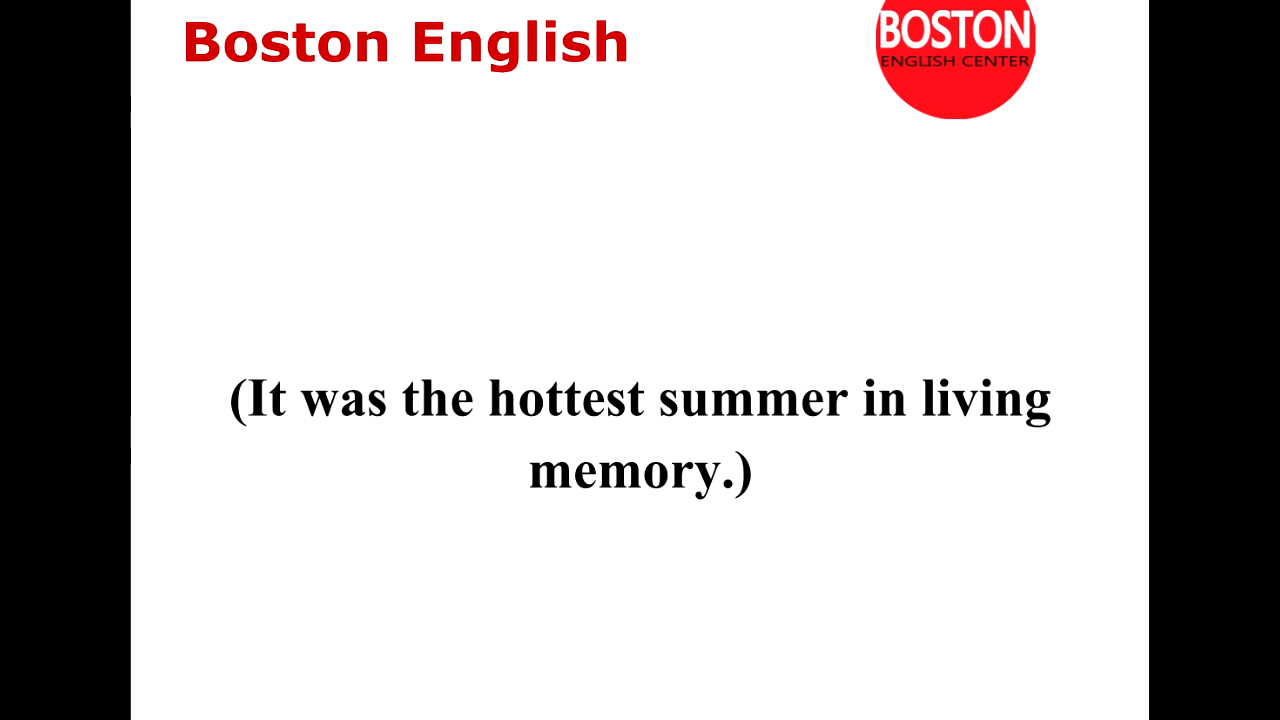 Boston English
BOSTON
ENGLISH CENTER
(It was the hottest summer in living
memory.)